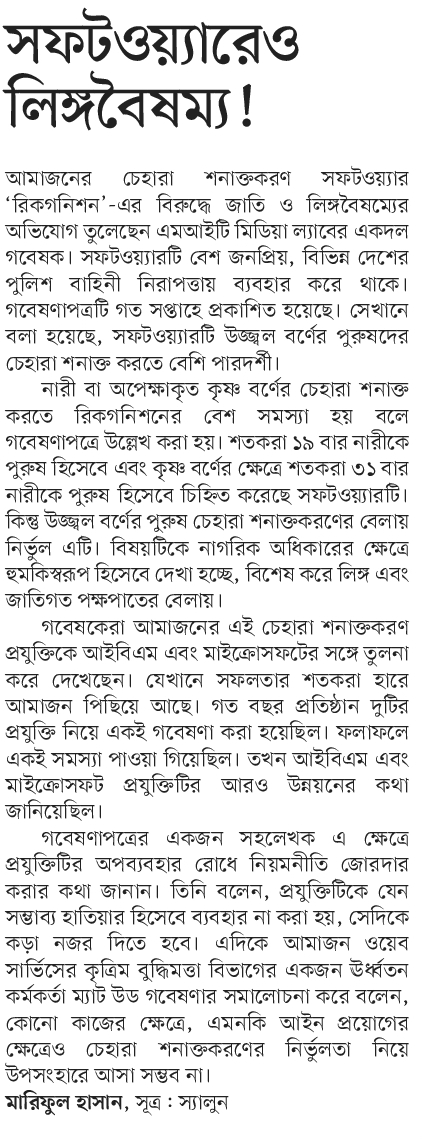 সফটওয়্যারেও
লিঙ্গবৈষম্য!
আমাজনের চেহারা শনাক্তকরণ সফটওয়্যার
‘রিকগনিশন’-এর বিরুদ্ধে জাতি ও লিঙ্গবৈষম্যের
অভিযোগ তুলেছেন এমআইটি মিডিয়া ল্যাবের একদল
গবেষক। সফটওয়্যারটি বেশ জনপ্রিয়, বিভিন্ন দেশের
পুলিশ বাহিনী নিরাপত্তায় ব্যবহার করে থাকে।
গবেষণাপত্রটি গত সপ্তাহে প্রকাশিত হয়েছে। সেখানে
বলা হয়েছে, সফটওয়্যারটি উজ্জ্বল বর্ণের পুরুষদের
চেহারা শনাক্ত করতে বেশি পারদর্শী।
নারী বা অপেক্ষাকৃত কৃষ্ণ বর্ণের চেহারা শনাক্ত
করতে রিকগনিশনের বেশ সমস্যা হয় বলে
গবেষণাপত্রে উল্লেখ করা হয়। শতকরা ১৯ বার নারীকে
পুরুষ হিসেবে এবং কৃষ্ণ বর্ণের ক্ষেত্রে শতকরা ৩১ বার
নারীকে পুরুষ হিসেবে চিহ্নিত করেছে সফটওয়্যারটি।
কিন্তু উজ্জ্বল বর্ণের পুরুষ চেহারা শনাক্তকরণের বেলায়
নির্ভুল এটি। বিষয়টিকে নাগরিক অধিকারের ক্ষেত্রে
হুমকিস্বরূপ হিসেবে দেখা হচ্ছে, বিশেষ করে লিঙ্গ এবং
জাতিগত পক্ষপাতের বেলায়।
গবেষকেরা আমাজনের এই চেহারা শনাক্তকরণ
প্রযুক্তিকে আইবিএম এবং মাইক্রোসফটের সঙ্গে তুলনা
করে দেখেছেন। যেখানে সফলতার শতকরা হারে
আমাজন পিছিয়ে আছে। গত বছর প্রতিষ্ঠান দুটির
প্রযুক্তি নিয়ে একই গবেষণা করা হয়েছিল। ফলাফলে
একই সমস্যা পাওয়া গিয়েছিল। তখন আইবিএম এবং
মাইক্রোসফট প্রযুক্তিটির আরও উন্নয়নের কথা
জানিয়েছিল।
গবেষণাপত্রের একজন সহলেখক এ ক্ষেত্রে
প্রযুক্তিটির অপব্যবহার রোধে নিয়মনীতি জোরদার
করার কথা জানান। তিনি বলেন, প্রযুক্তিটিকে যেন
সম্ভাব্য হাতিয়ার হিসেবে ব্যবহার না করা হয়, সেদিকে
কড়া নজর দিতে হবে। এদিকে আমাজন ওয়েব
সার্ভিসের কৃত্রিম বুদ্ধিমত্তা বিভাগের একজন ঊর্ধ্বতন
কর্মকর্তা ম্যাট উড গবেষণার সমালোচনা করে বলেন,
কোনো কাজের ক্ষেত্রে, এমনকি আইন প্রয়োগের
ক্ষেত্রেও চেহারা শনাক্তকরণের নির্ভুলতা নিয়ে
উপসংহারে আসা সম্ভব না।
মারিফুল হাসান, সূত্র : স্যালুন